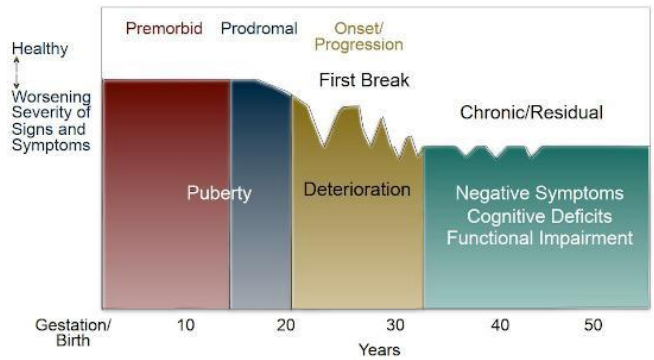 Premorbid
Prodromal
Onset/
Progression
Healthy
Worsening
Severity of
Signs and
Symptoms
First Break
Chronic/Residual
Puberty
Deterioration
Negative Symptoms
Cognitive Deficits
Functional Impairment
Gestation/
Birth
10
20
30
40
50
Years